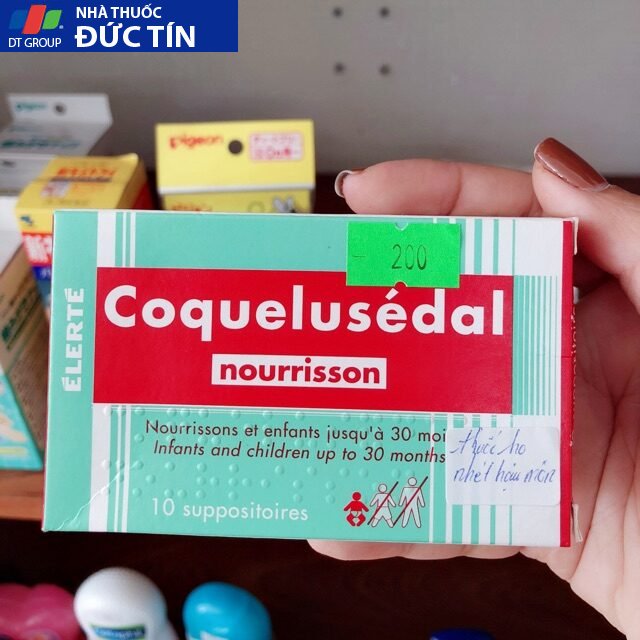 NHÀ THUỐC
DT GROUP
ĐỨC TÍN
pigeon
- 200
ÉLERTÉ
Coquelusédal
nourrisson
Nourrissons et enfants jusqu'à 30 moi
Infants and children up to 30 months
thuốc ho
nhét hậu môn
10 suppositoires